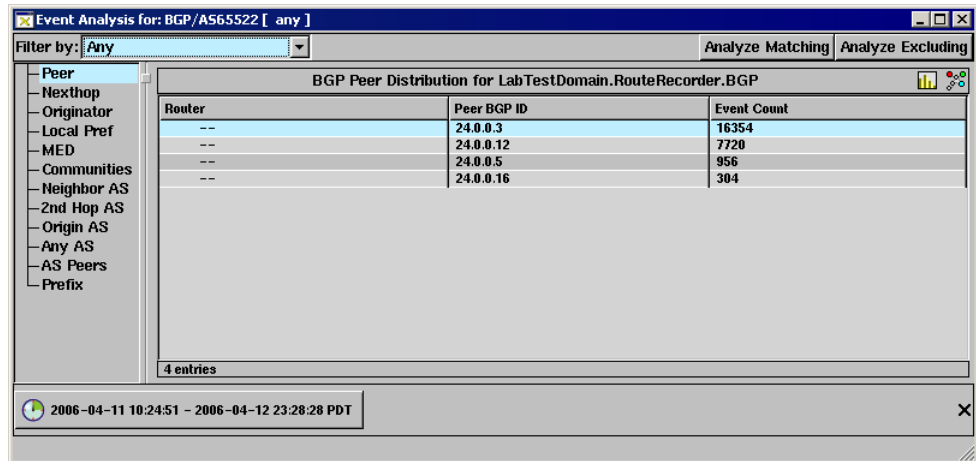 Event Analysis for: BGP/AS65522 [ any ]
Filter by: Any
Analyze Matching
Analyze Excluding
Peer
Nexthop
Originator
Local Pref
MED
Communities
Neighbor AS
2nd Hop AS
Origin AS
Any AS
AS Peers
Prefix
BGP Peer Distribution for LabTestDomain.RouteRecorder.BGP
Router Peer BGP ID Event Count
-- 24.0.0.3 16354
-- 24.0.0.12 7720
-- 24.0.0.5 956
-- 24.0.0.16 304
4 entries
2006-04-11 10:24:51 - 2006-04-12 23:28:28 PDT